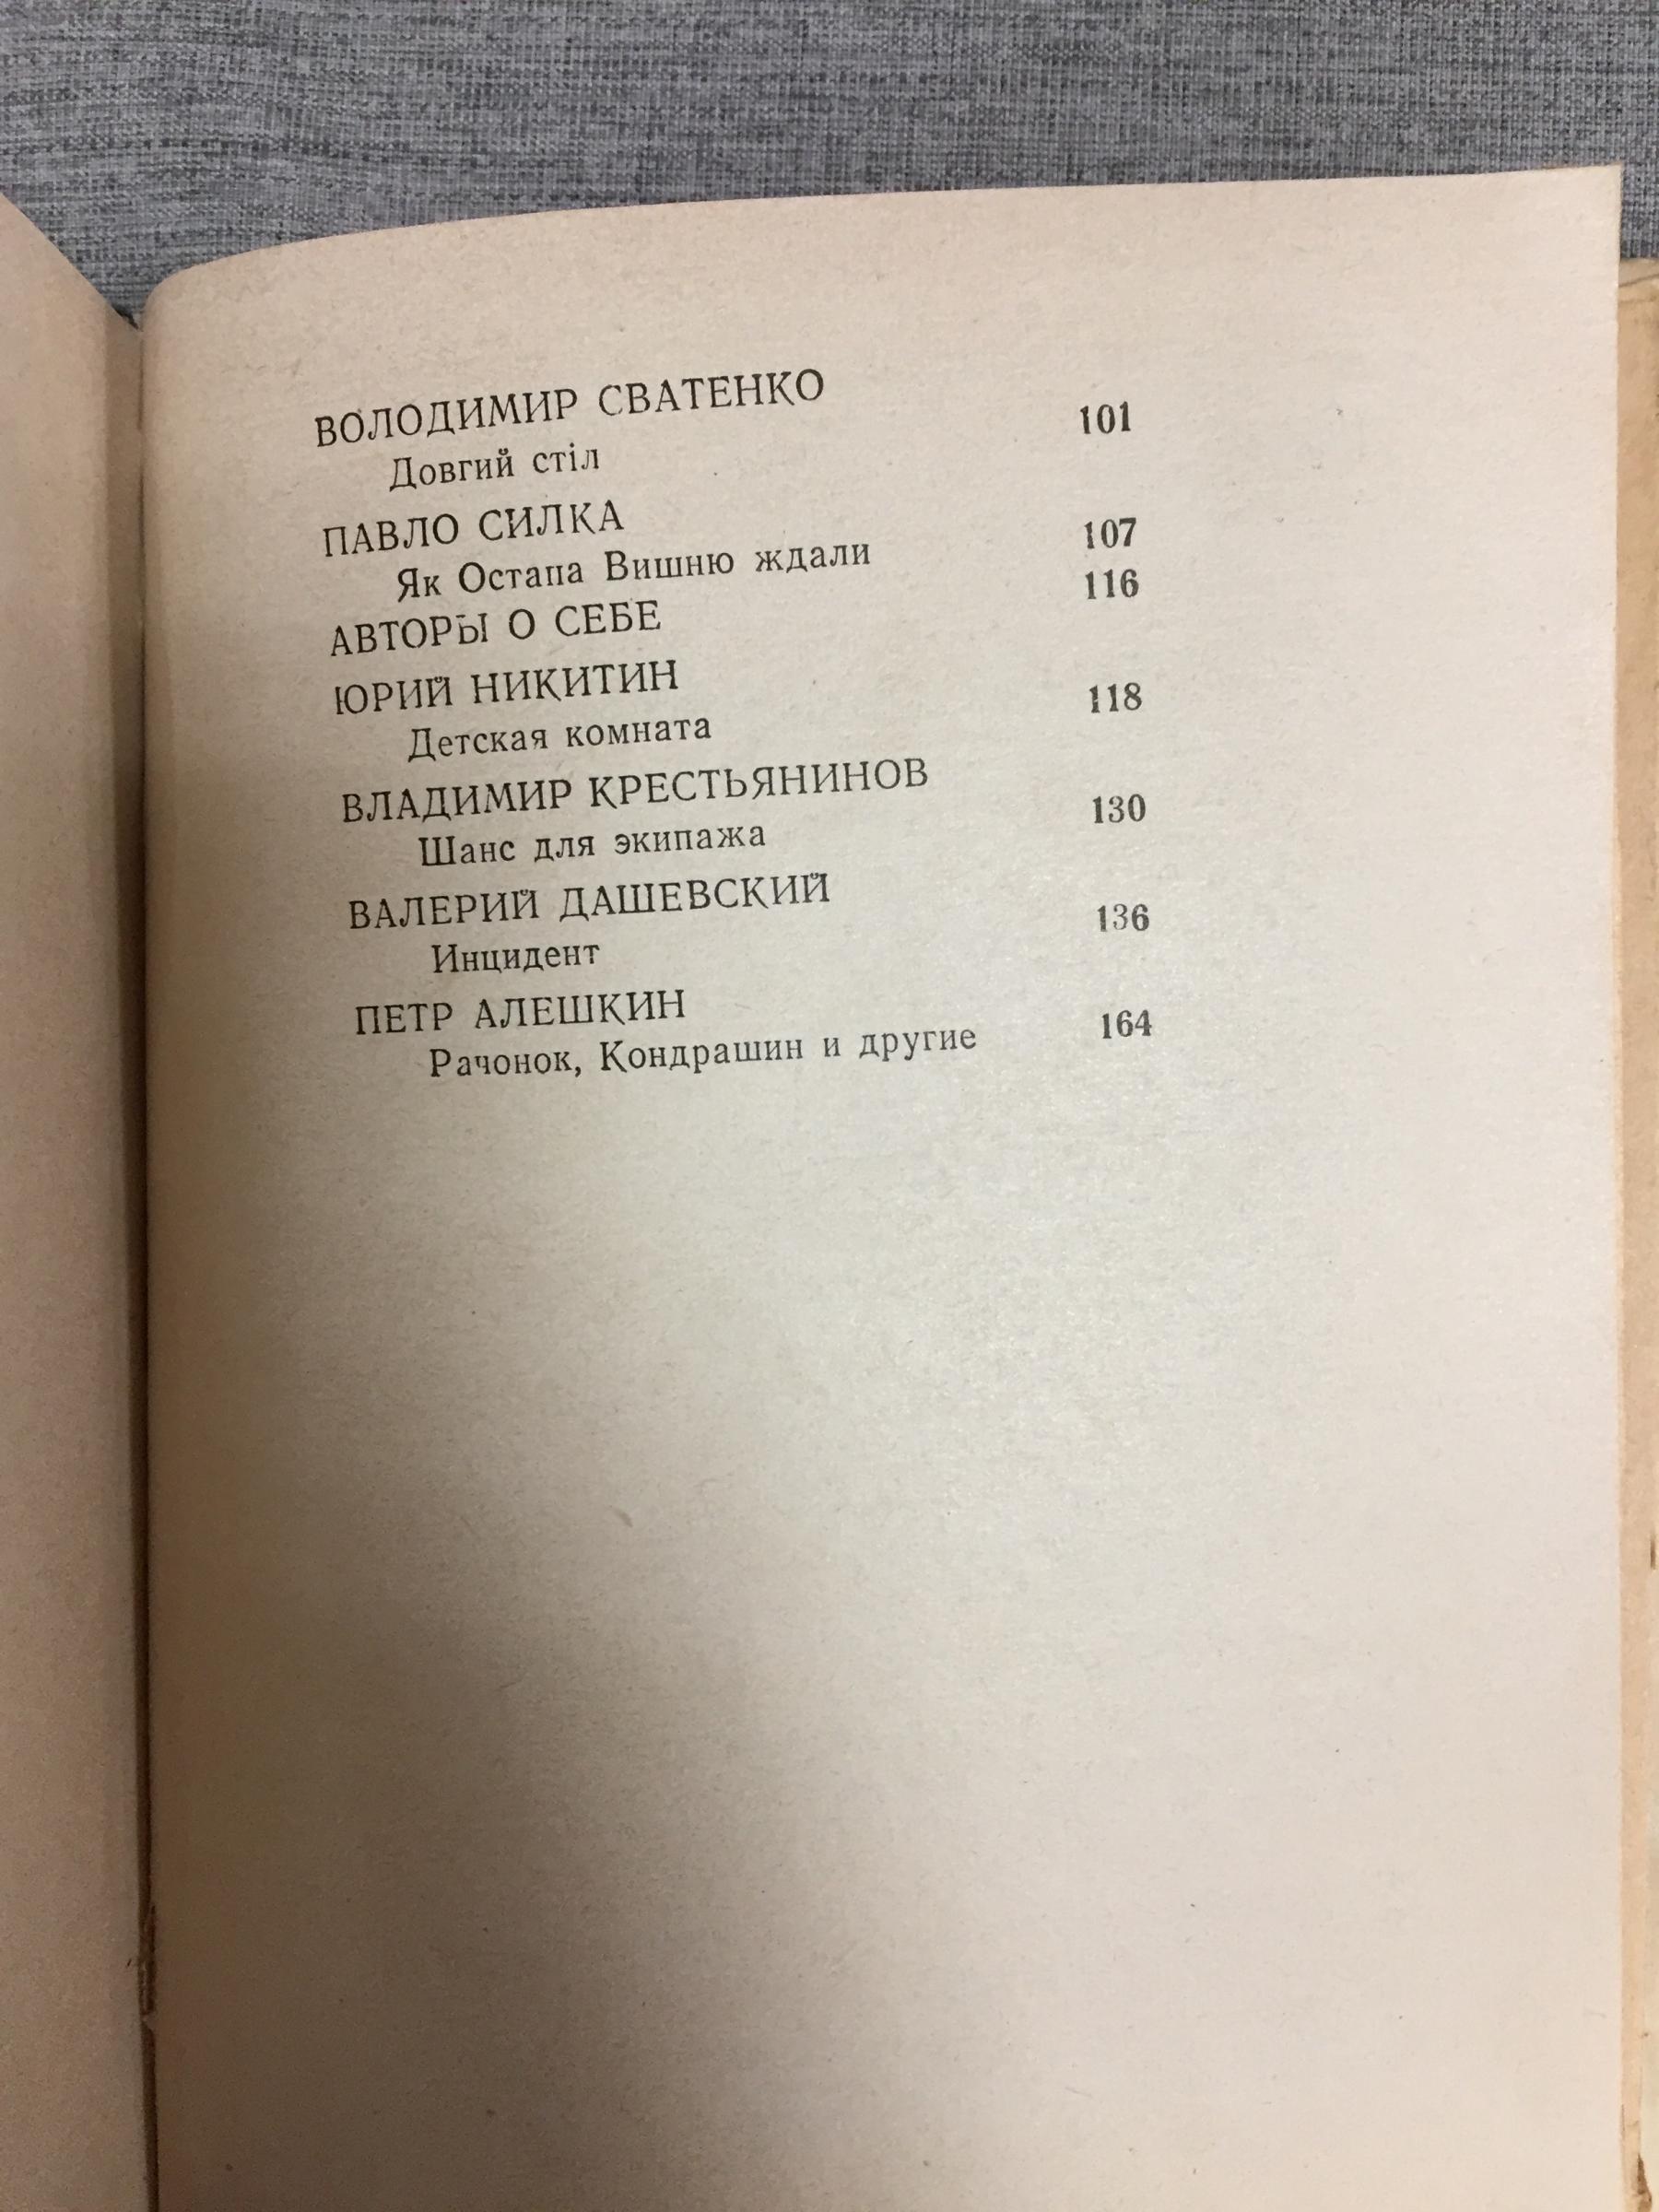 ВОЛОДИМИР СВАТЕНКО
Довгий стіл 101
ПАВЛО СИЛКА
Як Остапа Вишню ждали 107
АВТОРЫ О СЕБЕ 116
ЮРИЙ НИКИТИН
Детская комната 118
ВЛАДИМИР КРЕСТЬЯНИНОВ
Шанс для экипажа 130
ВАЛЕРИЙ ДАШЕВСКИЙ
Инцидент 136
ПЕТР АЛЕШКИН
Рачонок, Кондрашин и другие 164